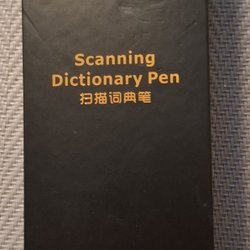 Scanning
Dictionary Pen
扫描词典笔